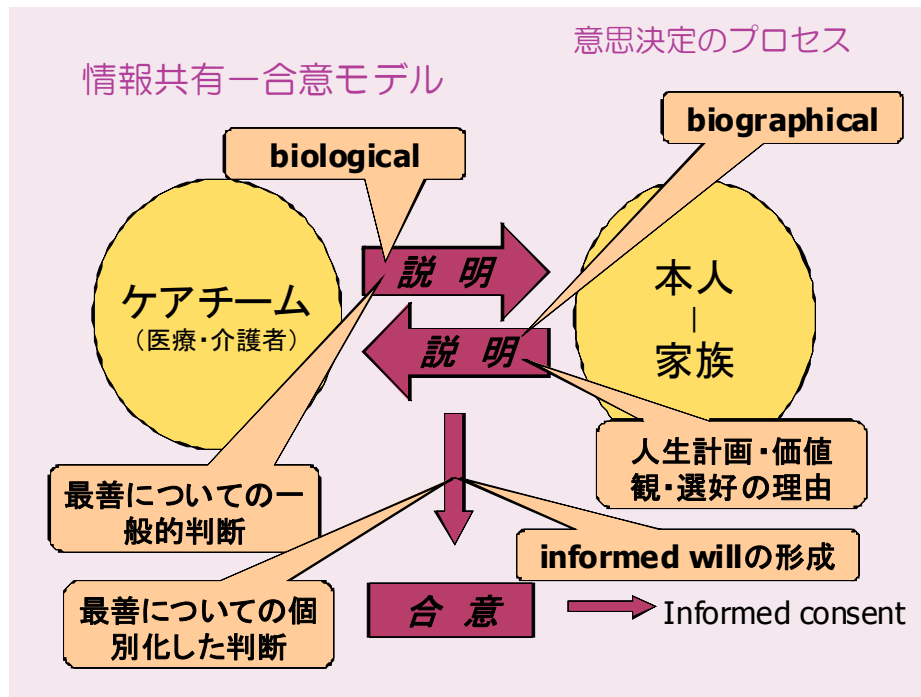 意思決定のプロセス
情報共有－合意モデル
biological
biographical
説 明
説 明
ケアチーム
（医療・介護者）
本人
｜
家族
最善についての一
般的判断
人生計画・価値
観・選好の理由
informed willの形成
最善についての個
別化した判断
合 意
Informed consent